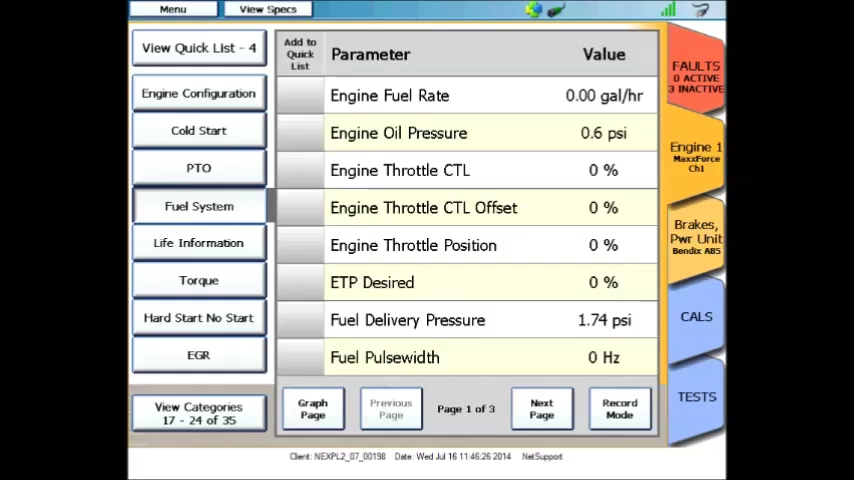 Menu
View Specs
View Quick List - 4
Engine Configuration
Cold Start
PTO
Fuel System
Life Information
Torque
Hard Start No Start
EGR
View Categories
17 - 24 of 35
Add to
Quick
List
Parameter Value
Engine Fuel Rate 0.00 gal/hr
Engine Oil Pressure 0.6 psi
Engine Throttle CTL 0 %
Engine Throttle CTL Offset 0 %
Engine Throttle Position 0 %
ETP Desired 0 %
Fuel Delivery Pressure 1.74 psi
Fuel Pulsewidth 0 Hz
Graph
Page
Previous
Page
Page 1 of 3
Next
Page
Record
Mode
FAULTS
0 ACTIVE
3 INACTIVE
Engine 1
MaxxForce
Ch1
Brakes,
Pwr Unit
Bendix ABS
CALS
TESTS
Client: NEXPL2_07_00198 Date: Wed Jul 16 11:46:26 2014 NetSupport